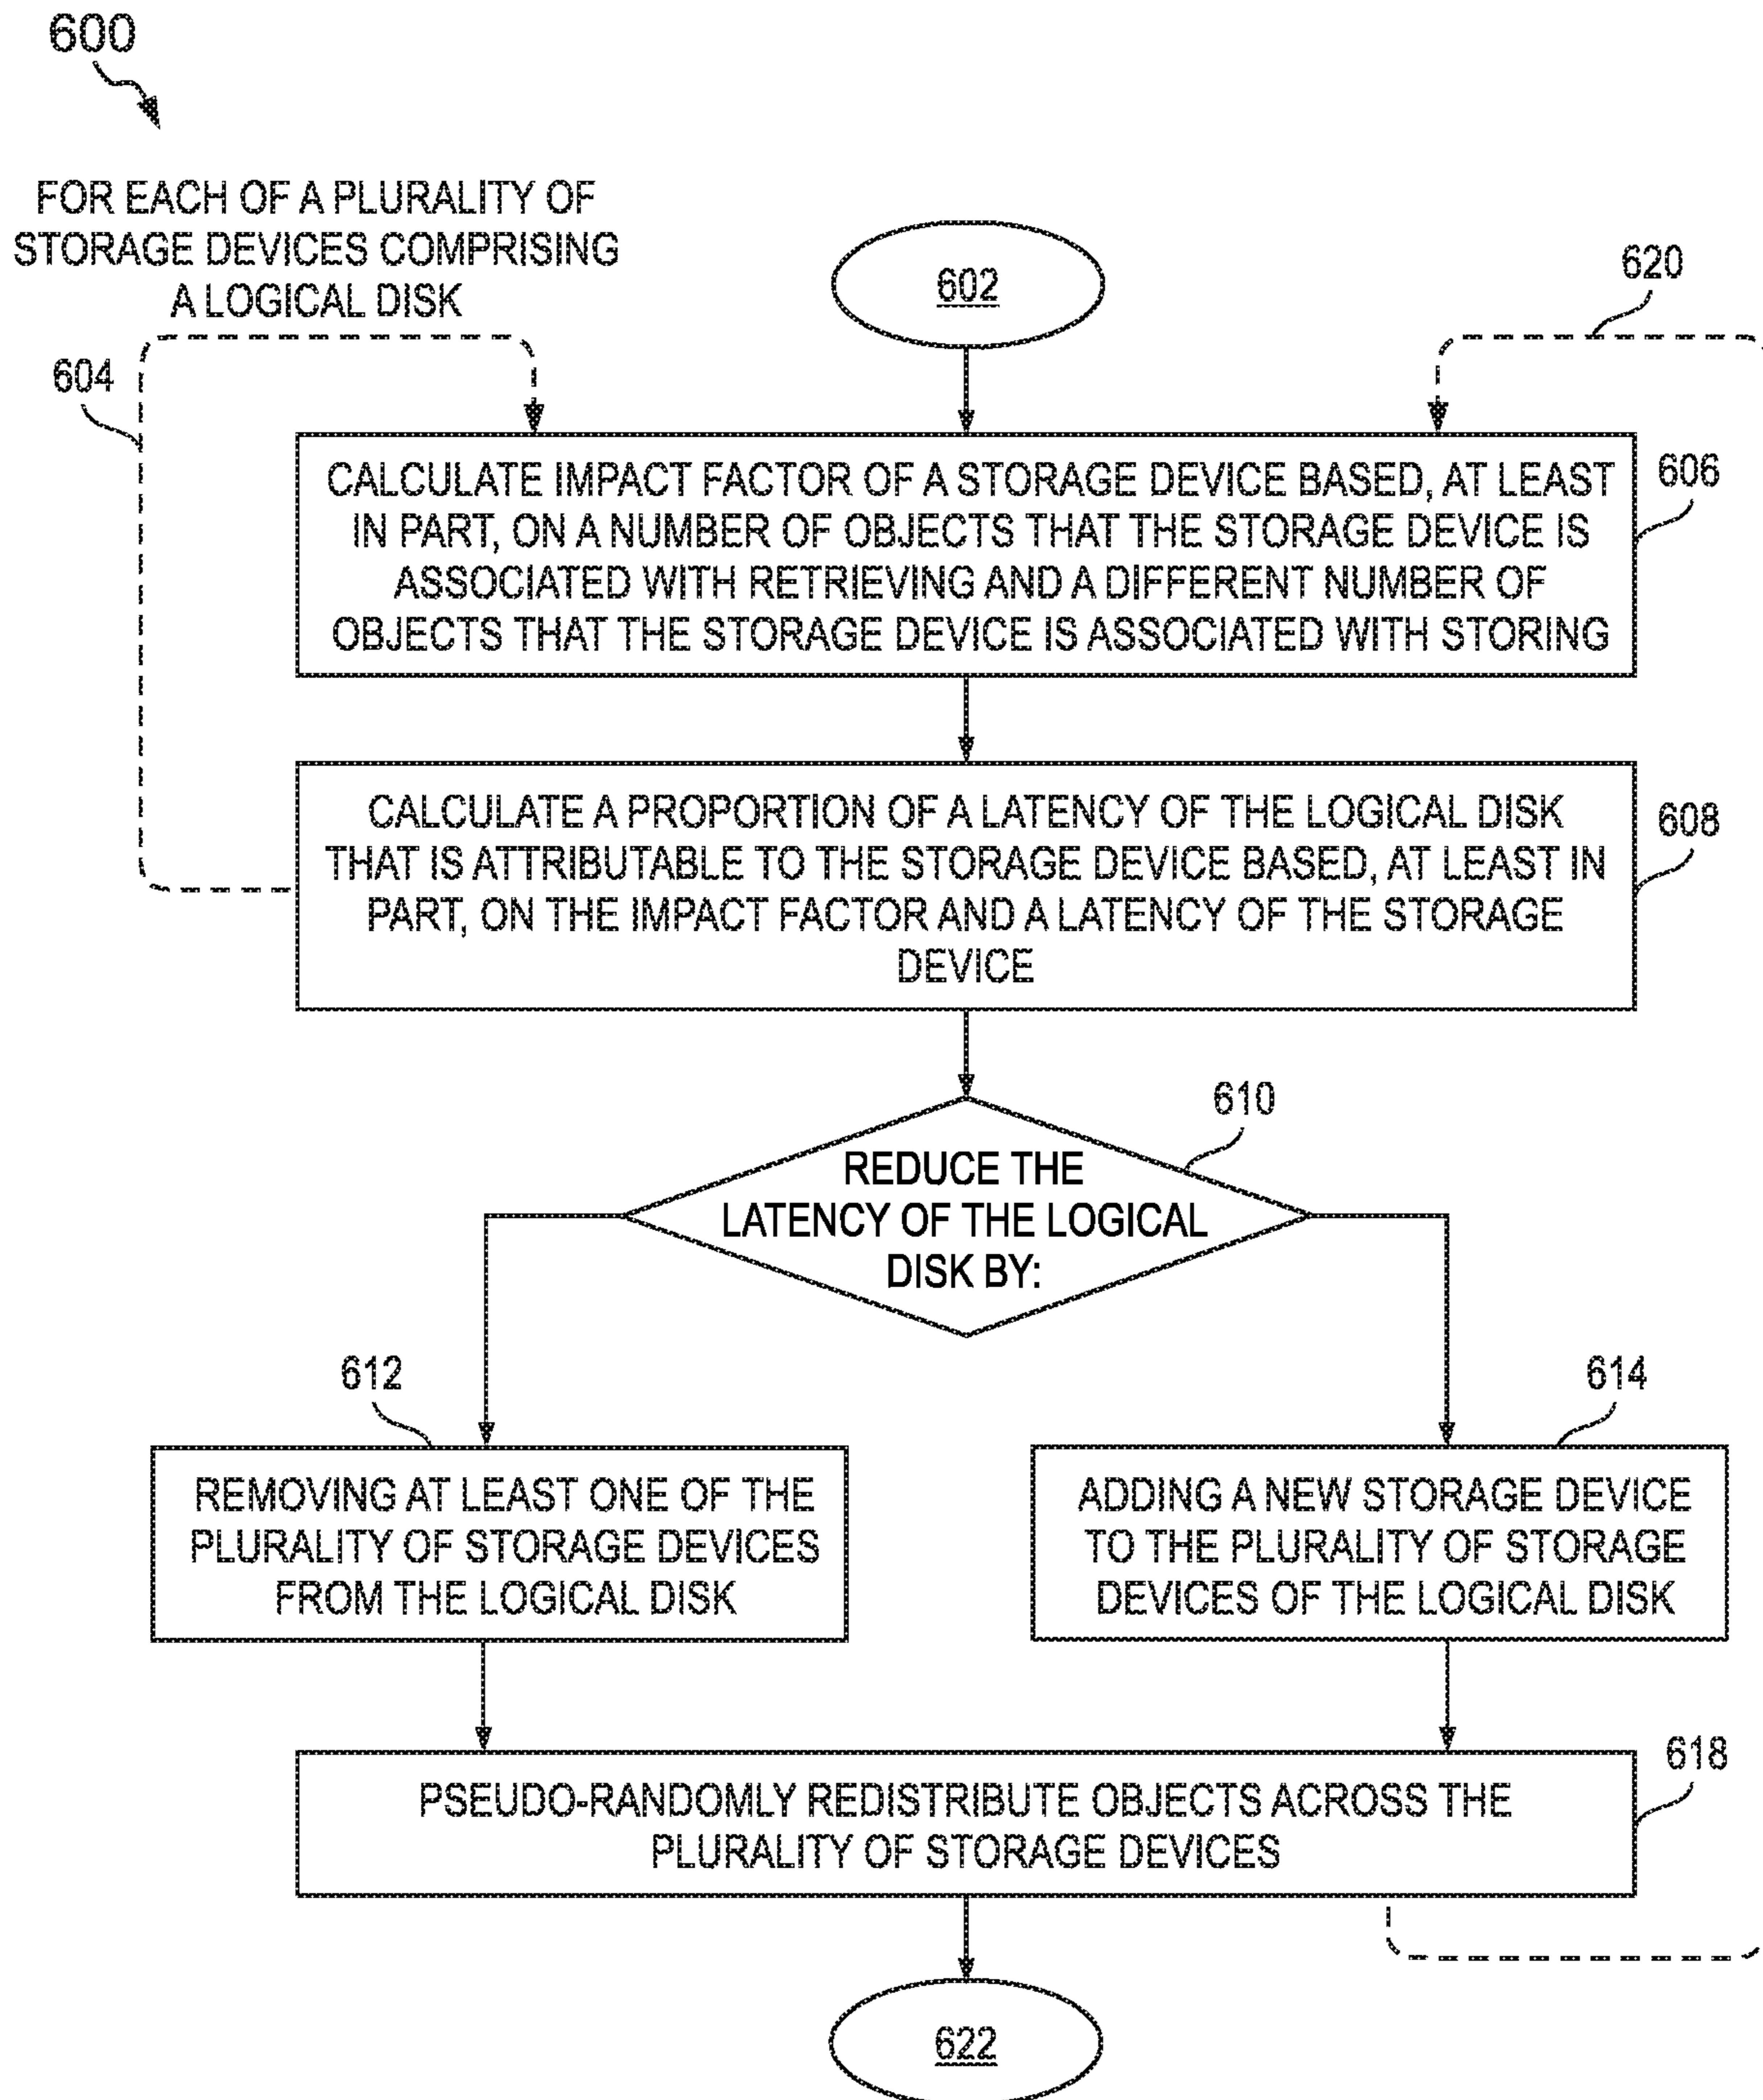 600
FOR EACH OF A PLURALITY OF
STORAGE DEVICES COMPRISING
A LOGICAL DISK
602
620
604
CALCULATE IMPACT FACTOR OF A STORAGE DEVICE BASED, AT LEAST
IN PART, ON A NUMBER OF OBJECTS THAT THE STORAGE DEVICE IS
ASSOCIATED WITH RETRIEVING AND A DIFFERENT NUMBER OF
OBJECTS THAT THE STORAGE DEVICE IS ASSOCIATED WITH STORING
606
CALCULATE A PROPORTION OF A LATENCY OF THE LOGICAL DISK
THAT IS ATTRIBUTABLE TO THE STORAGE DEVICE BASED, AT LEAST IN
PART, ON THE IMPACT FACTOR AND A LATENCY OF THE STORAGE
DEVICE
608
610
REDUCE THE
LATENCY OF THE LOGICAL
DISK BY:
612
614
REMOVING AT LEAST ONE OF THE
PLURALITY OF STORAGE DEVICES
FROM THE LOGICAL DISK
ADDING A NEW STORAGE DEVICE
TO THE PLURALITY OF STORAGE
DEVICES OF THE LOGICAL DISK
618
PSEUDO-RANDOMLY REDISTRIBUTE OBJECTS ACROSS THE
PLURALITY OF STORAGE DEVICES
622